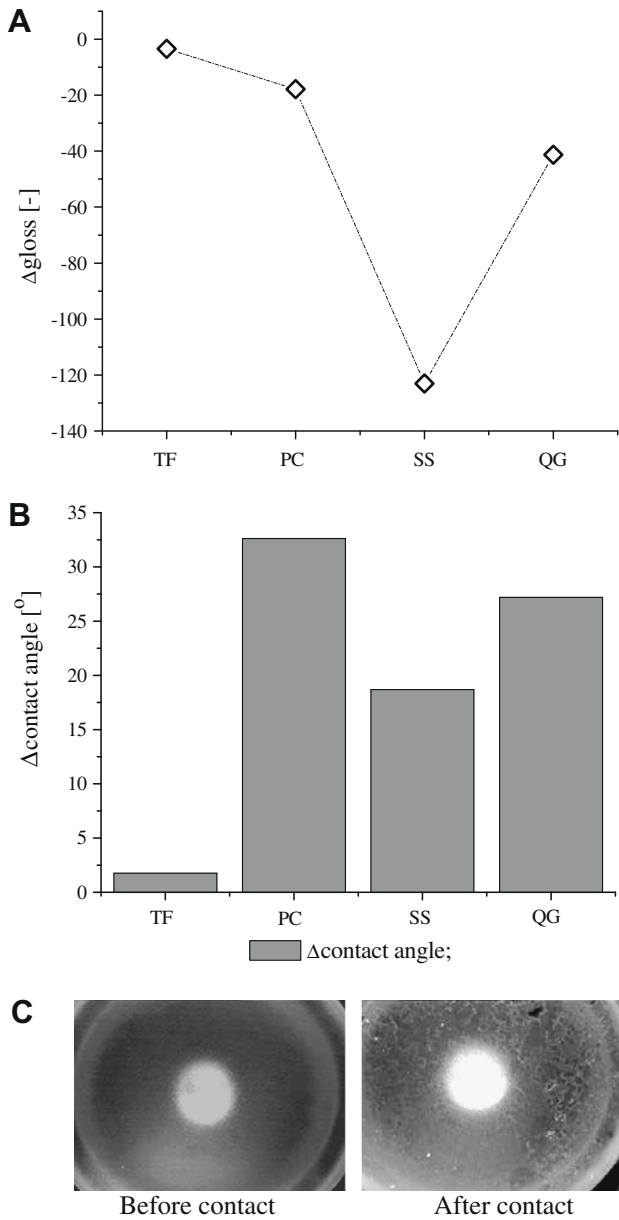 A
0
-20
-40
-60
-80
-100
-120
-140
Δgloss [-]
TF PC SS QG
B
35
30
25
20
15
10
5
0
Δcontact angle [°]
TF PC SS QG
Δcontact angle;
C
Before contact After contact